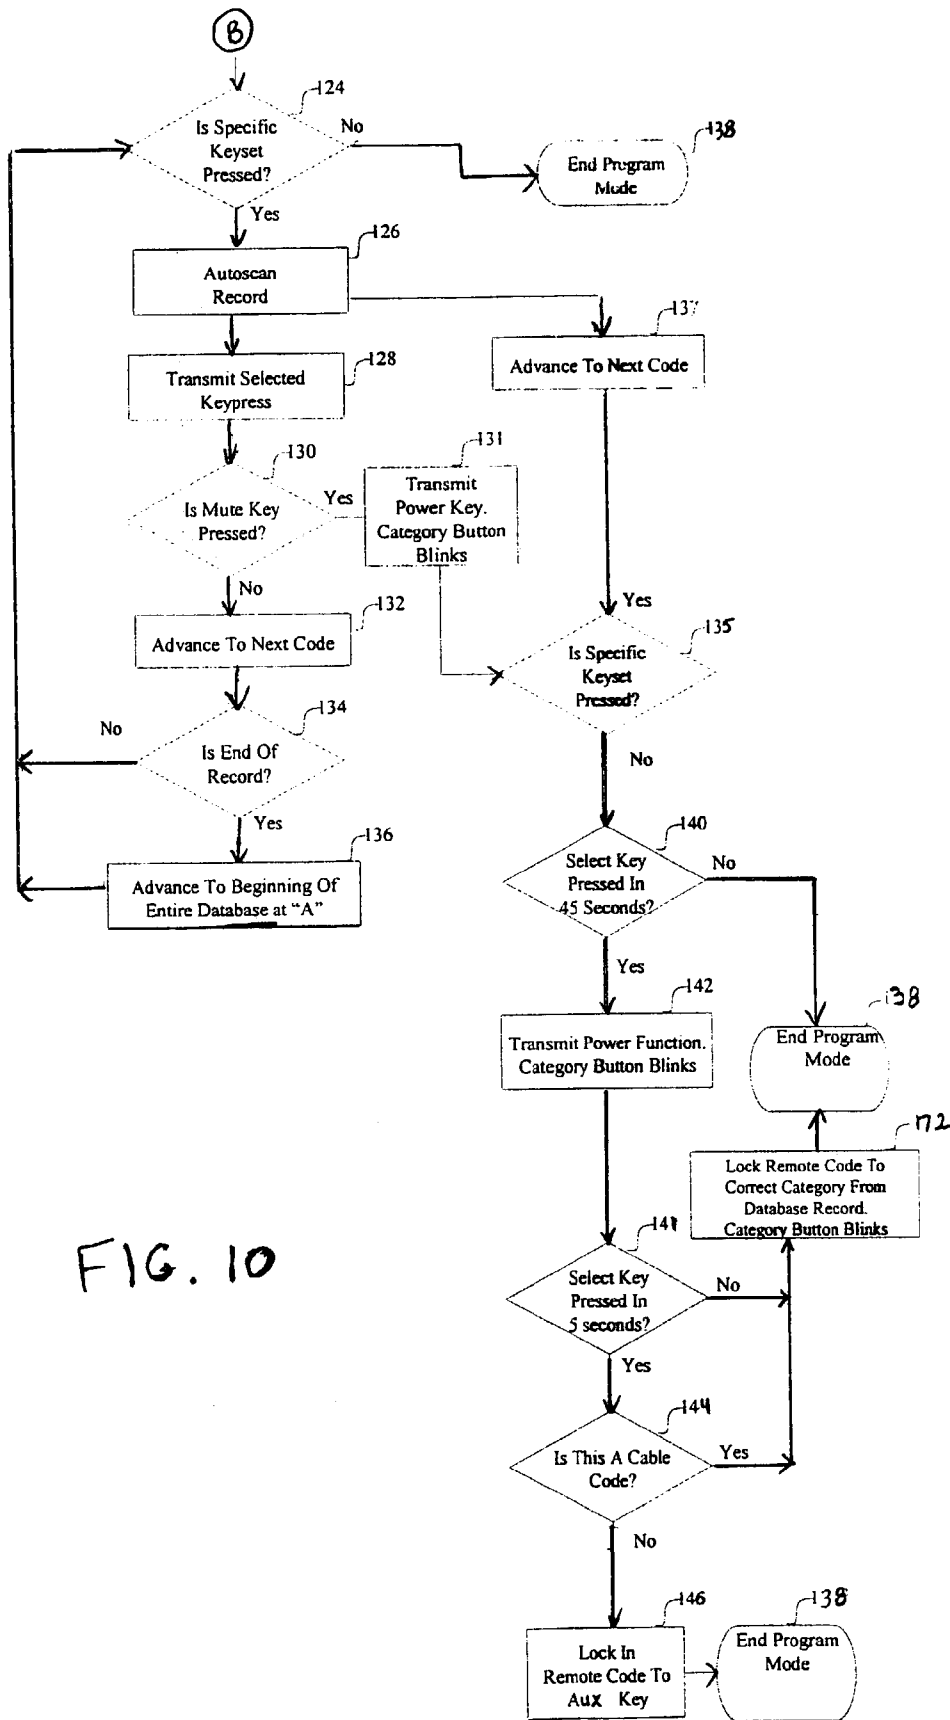 B
124
Is Specific
Keyset
Pressed?
No
138
End Program
Mode
Yes
126
Autoscan
Record
137
Advance To Next Code
128
Transmit Selected
Keypress
130
Is Mute Key
Pressed?
Yes
131
Transmit
Power Key.
Category Button
Blinks
No
132
Advance To Next Code
Yes
135
Is Specific
Keyset
Pressed?
134
Is End Of
Record?
No
No
Yes
136
Advance To Beginning Of
Entire Database at "A"
140
Select Key
Pressed In
45 Seconds?
No
Yes
142
Transmit Power Function.
Category Button Blinks
138
End Program
Mode
172
Lock Remote Code To
Correct Category From
Database Record.
Category Button Blinks
141
Select Key
Pressed In
5 seconds?
No
Yes
FIG. 10
144
Is This A Cable
Code?
Yes
No
146
Lock In
Remote Code To
Aux Key
138
End Program
Mode